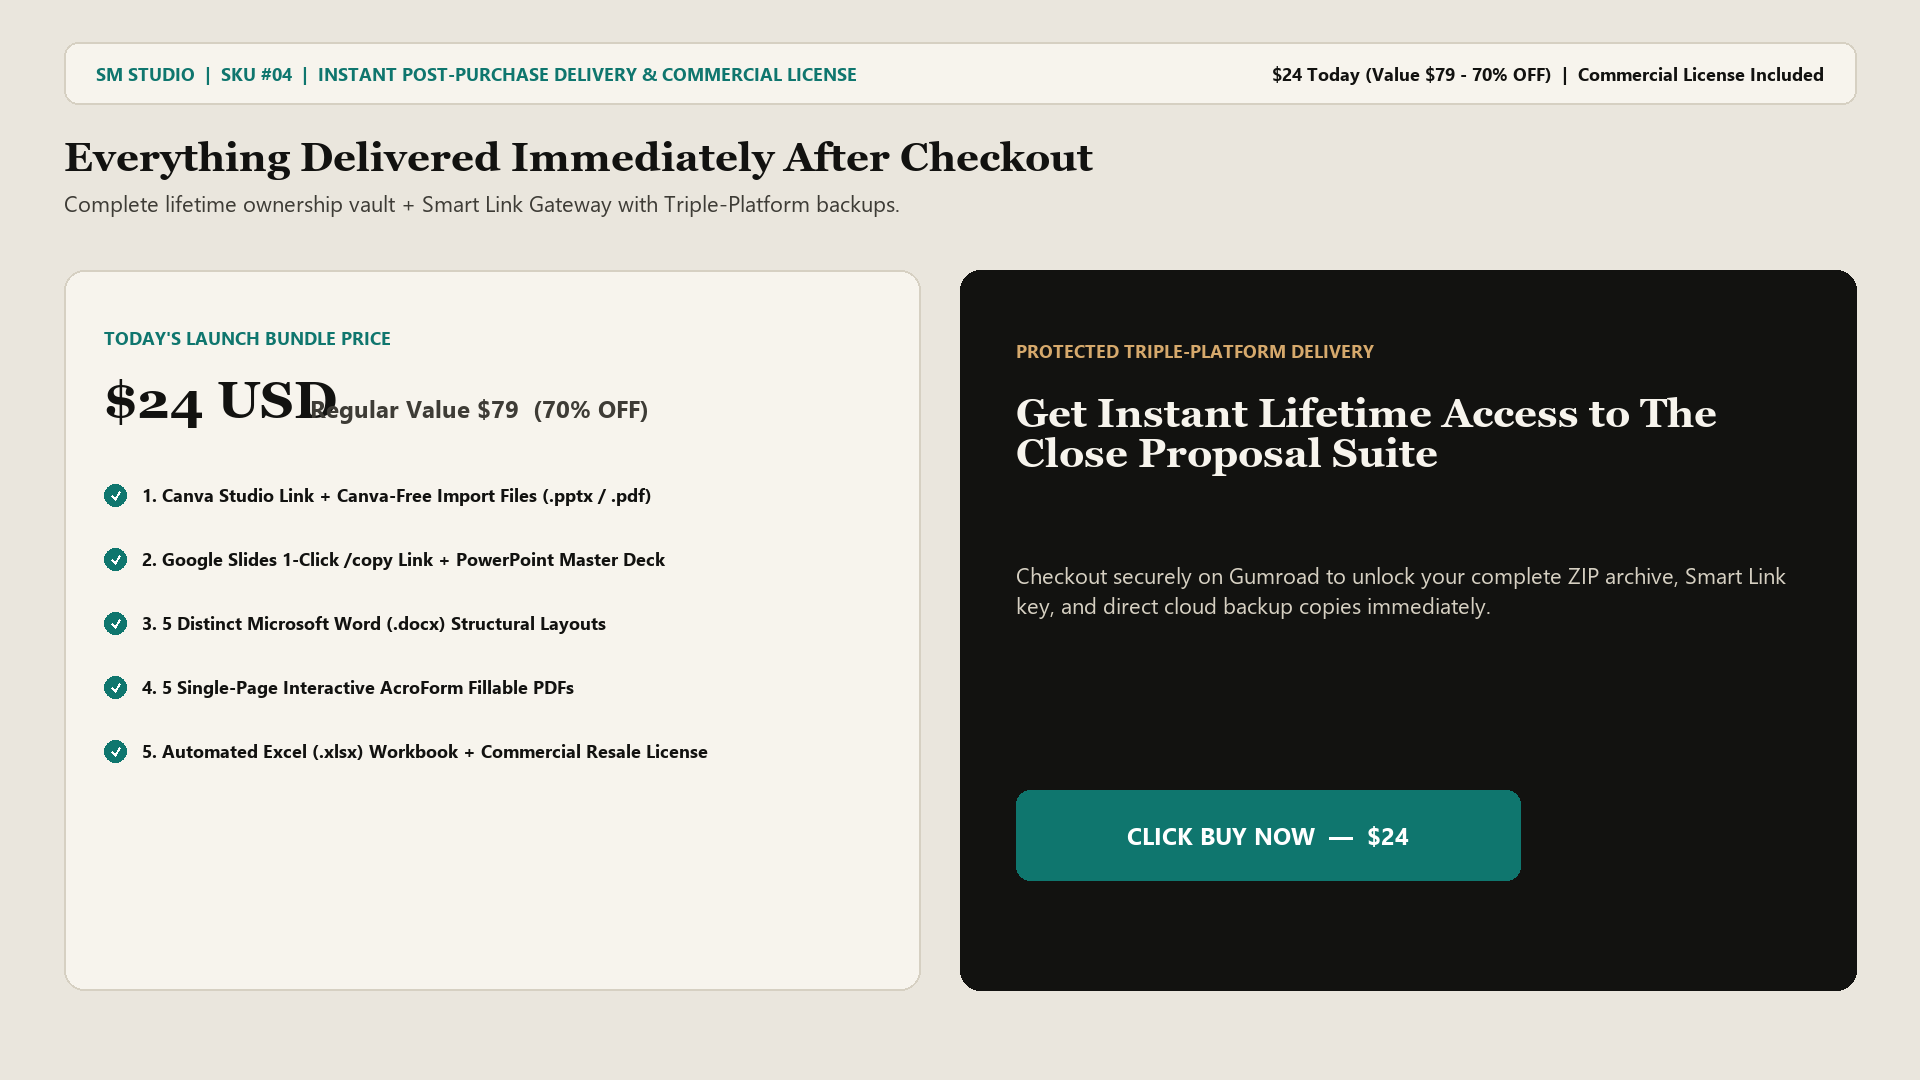 SM STUDIO | SKU #04 | INSTANT POST-PURCHASE DELIVERY & COMMERCIAL LICENSE
$24 Today (Value $79 - 70% OFF) | Commercial License Included
Everything Delivered Immediately After Checkout
Complete lifetime ownership vault + Smart Link Gateway with Triple-Platform backups.
TODAY'S LAUNCH BUNDLE PRICE
$24 USD Regular Value $79 (70% OFF)
1. Canva Studio Link + Canva-Free Import Files (.pptx / .pdf)
2. Google Slides 1-Click /copy Link + PowerPoint Master Deck
3. 5 Distinct Microsoft Word (.docx) Structural Layouts
4. 5 Single-Page Interactive AcroForm Fillable PDFs
5. Automated Excel (.xlsx) Workbook + Commercial Resale License
PROTECTED TRIPLE-PLATFORM DELIVERY
Get Instant Lifetime Access to The
Close Proposal Suite
Checkout securely on Gumroad to unlock your complete ZIP archive, Smart Link
key, and direct cloud backup copies immediately.
CLICK BUY NOW — $24